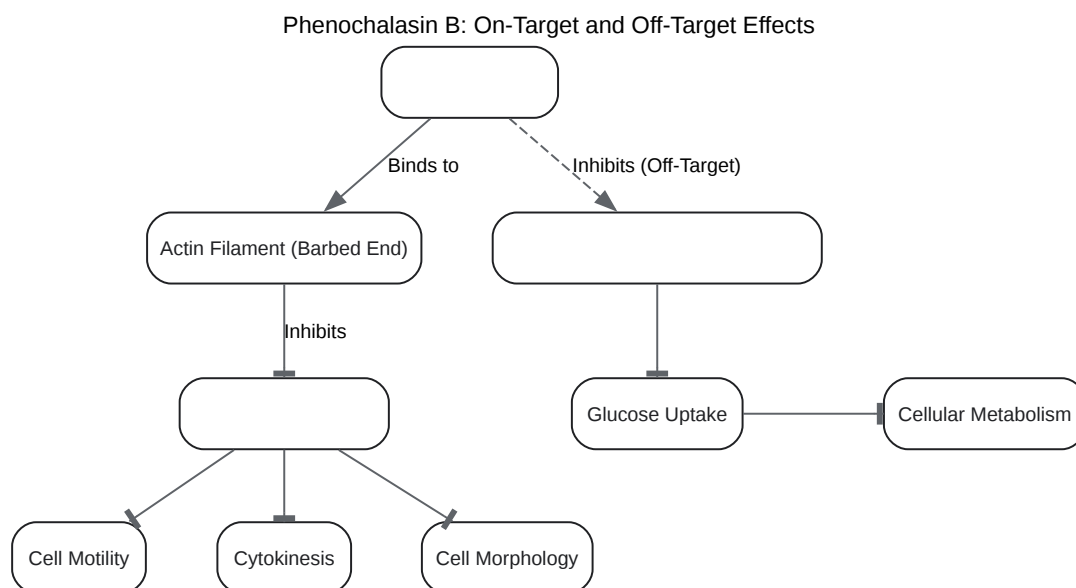 Phenochalasin B: On-Target and Off-Target Effects
Binds to
Inhibits (Off-Target)
Actin Filament (Barbed End)
Inhibits
Glucose Uptake
Cellular Metabolism
Cell Motility
Cytokinesis
Cell Morphology